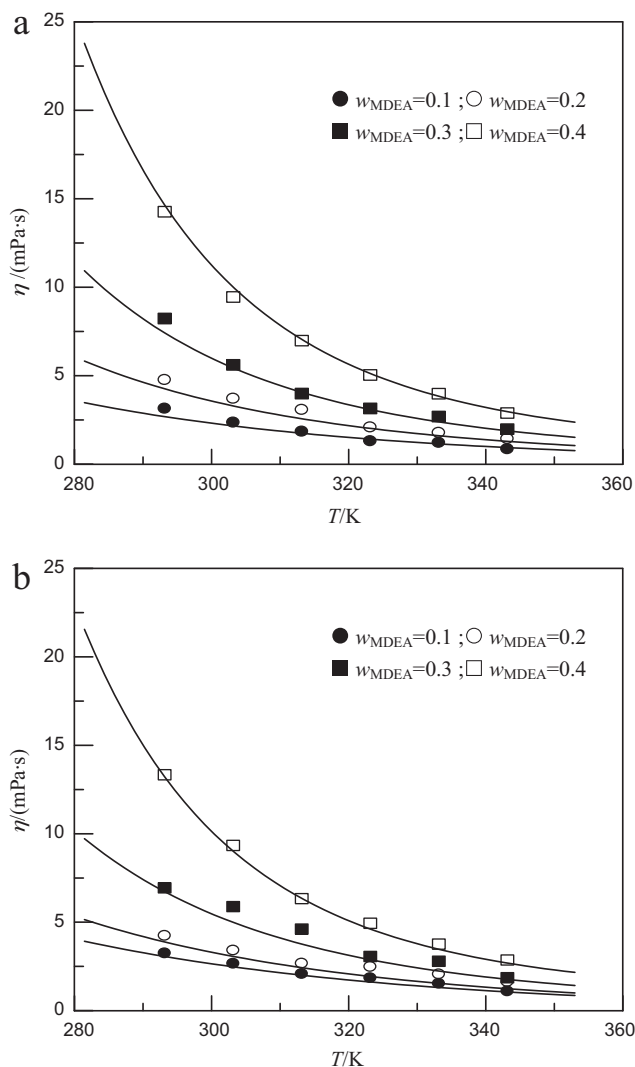 a
25
20
15
10
5
0
η /(mPa·s)
● wMDEA=0.1 ; ○ wMDEA=0.2
■ wMDEA=0.3 ; □ wMDEA=0.4
280 300 320 340 360
T/K
b
25
20
15
10
5
0
η/(mPa·s)
● wMDEA=0.1 ; ○ wMDEA=0.2
■ wMDEA=0.3 ; □ wMDEA=0.4
280 300 320 340 360
T/K